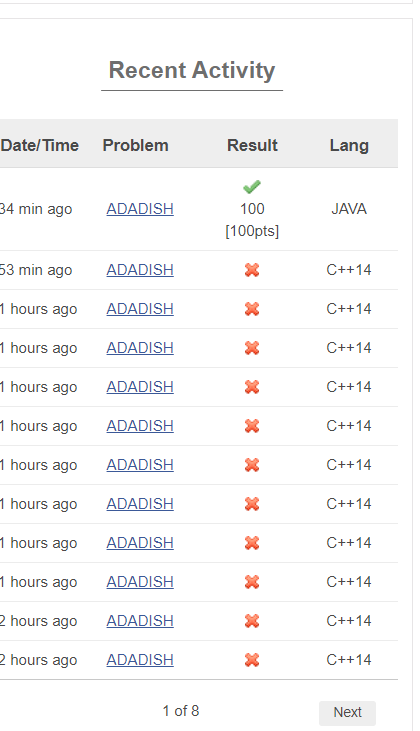 Recent Activity
Date/Time Problem Result Lang
34 min ago ADADISH 100 [100pts] JAVA
53 min ago ADADISH C++14
1 hours ago ADADISH C++14
1 hours ago ADADISH C++14
1 hours ago ADADISH C++14
1 hours ago ADADISH C++14
1 hours ago ADADISH C++14
1 hours ago ADADISH C++14
1 hours ago ADADISH C++14
1 hours ago ADADISH C++14
2 hours ago ADADISH C++14
2 hours ago ADADISH C++14
1 of 8 Next